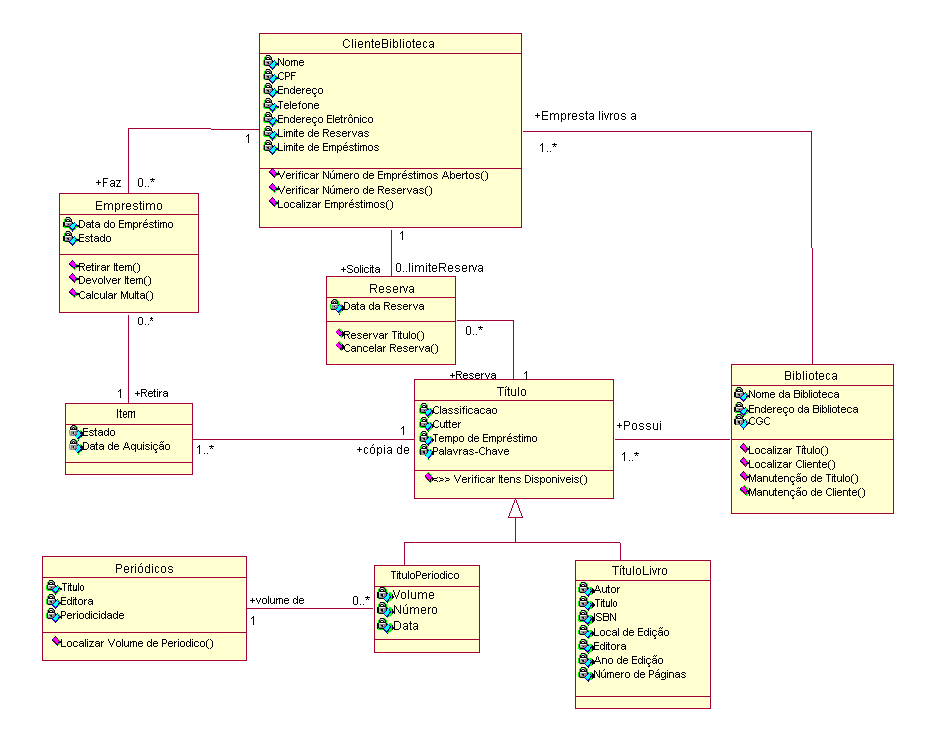 ClienteBiblioteca
Nome
CPF
Endereço
Telefone
Endereço Eletrônico
Limite de Reservas
Limite de Empéstimos
Verificar Número de Empréstimos Abertos()
Verificar Número de Reservas()
Localizar Empréstimos()
+Empresta livros a
1..*
1
+Faz
0..*
Emprestimo
Data do Empréstimo
Estado
Retirar Item()
Devolver Item()
Calcular Multa()
1
+Solicita
0..limiteReserva
Reserva
Data da Reserva
Reservar Titulo()
Cancelar Reserva()
0..*
0..*
1
+Retira
+Reserva
1
Item
Estado
Data de Aquisição
1..*
1
+cópia de
Título
Classificacao
Cutter
Tempo de Empréstimo
Palavras-Chave
<>> Verificar Itens Disponiveis()
+Possui
1..*
Biblioteca
Nome da Biblioteca
Endereço da Biblioteca
CGC
Localizar Título()
Localizar Cliente()
Manutenção de Titulo()
Manutenção de Cliente()
Periódicos
Titulo
Editora
Periodicidade
Localizar Volume de Periodico()
+volume de
1
0..*
TituloPeriodico
Volume
Número
Data
TítuloLivro
Autor
Titulo
ISBN
Local de Edição
Editora
Ano de Edição
Número de Páginas